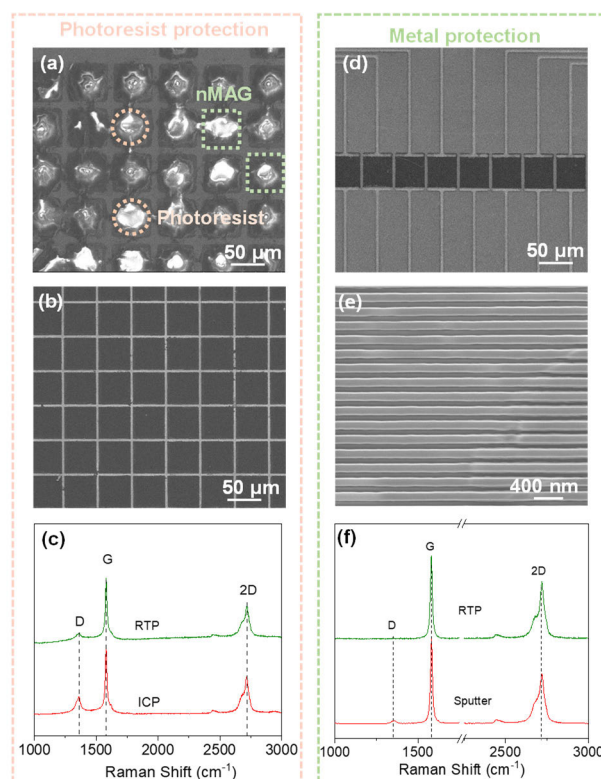 Photoresist protection
(a)
nMAG
Photoresist
50 µm
(b)
50 µm
(c)
D
G
2D
RTP
ICP
1000 1500 2000 2500 3000
Raman Shift (cm⁻¹)
Metal protection
(d)
50 µm
(e)
400 nm
(f)
D
G
2D
RTP
Sputter
1000 1500 2500 3000
Raman Shift (cm⁻¹)